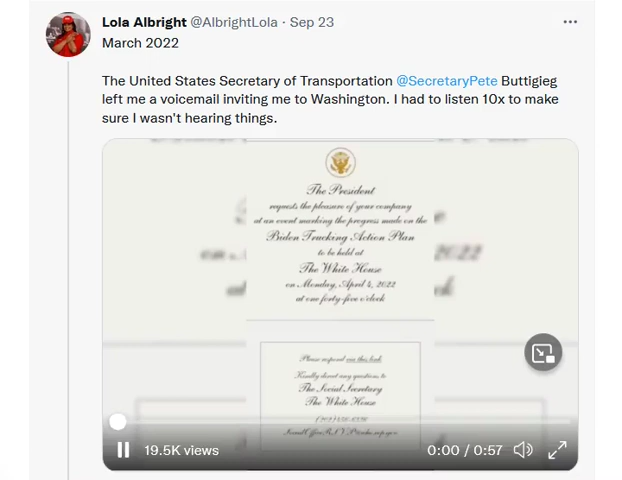 Lola Albright @AlbrightLola · Sep 23
March 2022
The United States Secretary of Transportation @SecretaryPete Buttigieg
left me a voicemail inviting me to Washington. I had to listen 10x to make
sure I wasn't hearing things.
The President
requests the pleasure of your company
at an event marking the progress made on the
Biden Trucking Action Plan
to be held at
The White House
on Monday, April 4, 2022
at one forty-five o'clock
Please respond via this link
Kindly direct any questions to
The Social Secretary
The White House
19.5K views
0:00 / 0:57